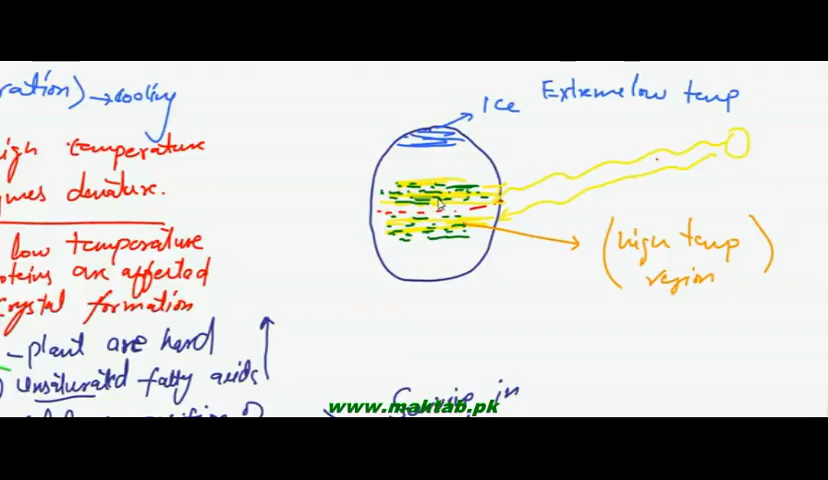 ration) → cooling
igh temperature
ymes denature.
low temperature
oteins are affected
Crystal formation
- plant are hard
) unsaturated fatty acids
Ice
Extreme low temp
(high temp
region)
in
www.maktab.pk